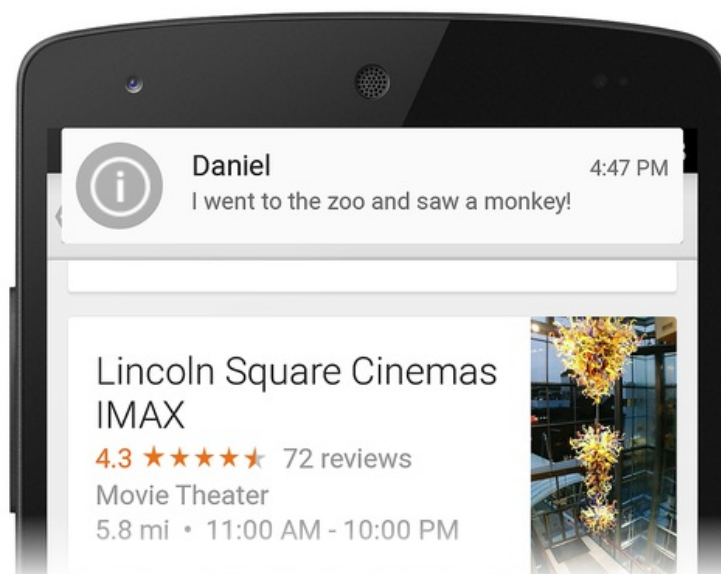 Daniel
4:47 PM
I went to the zoo and saw a monkey!
Lincoln Square Cinemas
IMAX
4.3 72 reviews
Movie Theater
5.8 mi • 11:00 AM - 10:00 PM